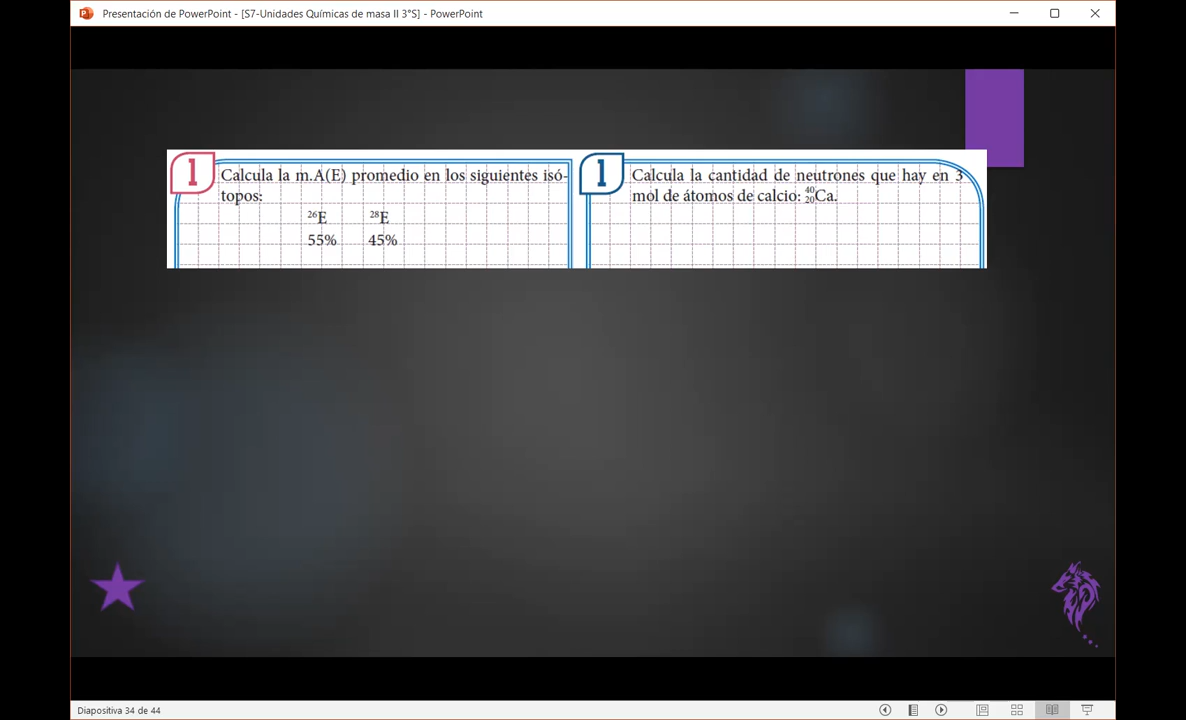 Presentación de PowerPoint - [S7-Unidades Químicas de masa II 3°S] - PowerPoint
1
Calcula la m.A(E) promedio en los siguientes isó-
topos:
²⁶E ²⁸E
55% 45%
1
Calcula la cantidad de neutrones que hay en 3
mol de átomos de calcio: ⁴⁰₂₀Ca.
Diapositiva 34 de 44